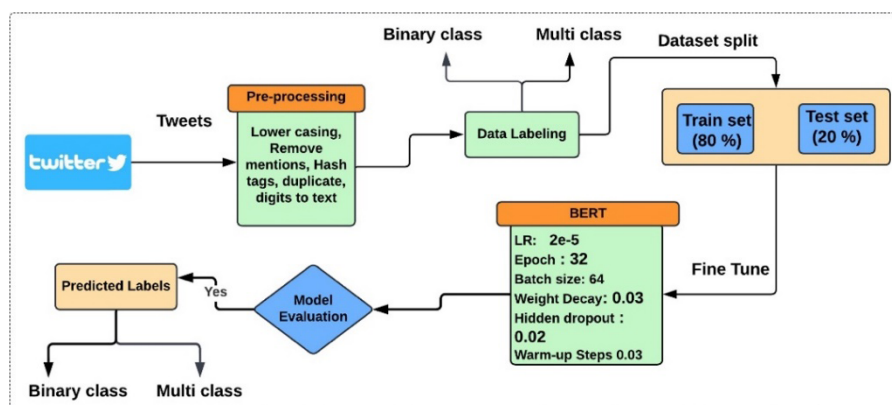 Binary class
Multi class
Dataset split
Pre-processing
Tweets
Lower casing,
Remove
mentions, Hash
tags, duplicate,
digits to text
twitter
Data Labeling
Train set
(80 %)
Test set
(20 %)
BERT
LR: 2e-5
Epoch : 32
Batch size: 64
Weight Decay: 0.03
Hidden dropout :
0.02
Warm-up Steps 0.03
Fine Tune
Model
Evaluation
Yes
Predicted Labels
Binary class
Multi class